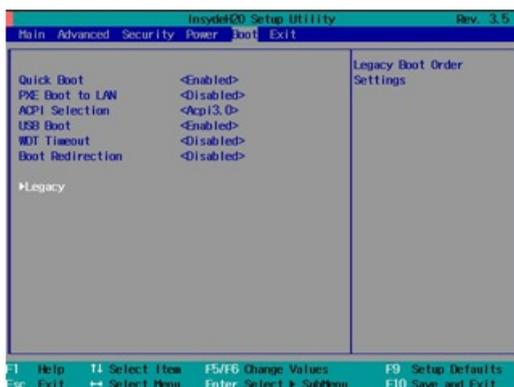 InsydeH2O Setup Utility Rev. 3.5
Main Advanced Security Power Boot Exit
Quick Boot <Enabled>
PXE Boot to LAN <Disabled>
ACPI Selection <Acpi3.0>
USB Boot <Enabled>
WDT Timeout <Disabled>
Boot Redirection <Disabled>
▶Legacy
Legacy Boot Order
Settings
F1 Help ↑↓ Select Item F5/F6 Change Values F9 Setup Defaults
Esc Exit ↔ Select Menu Enter Select ▶ SubMenu F10 Save and Exit